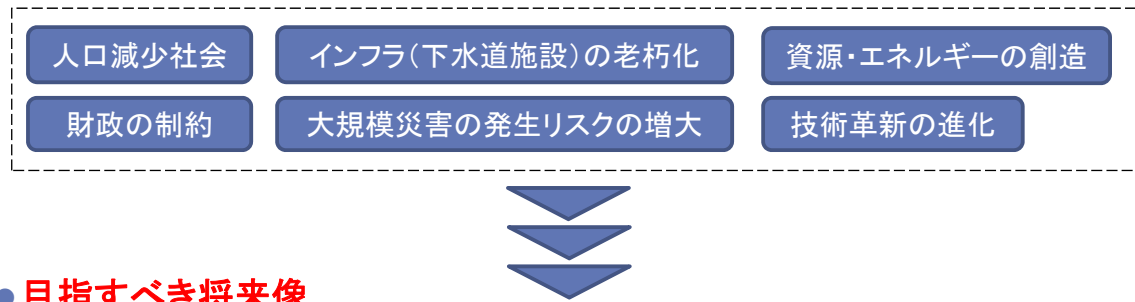 人口減少社会
インフラ(下水道施設)の老朽化
資源・エネルギーの創造
財政の制約
大規模災害の発生リスクの増大
技術革新の進化
●目指すべき将来像